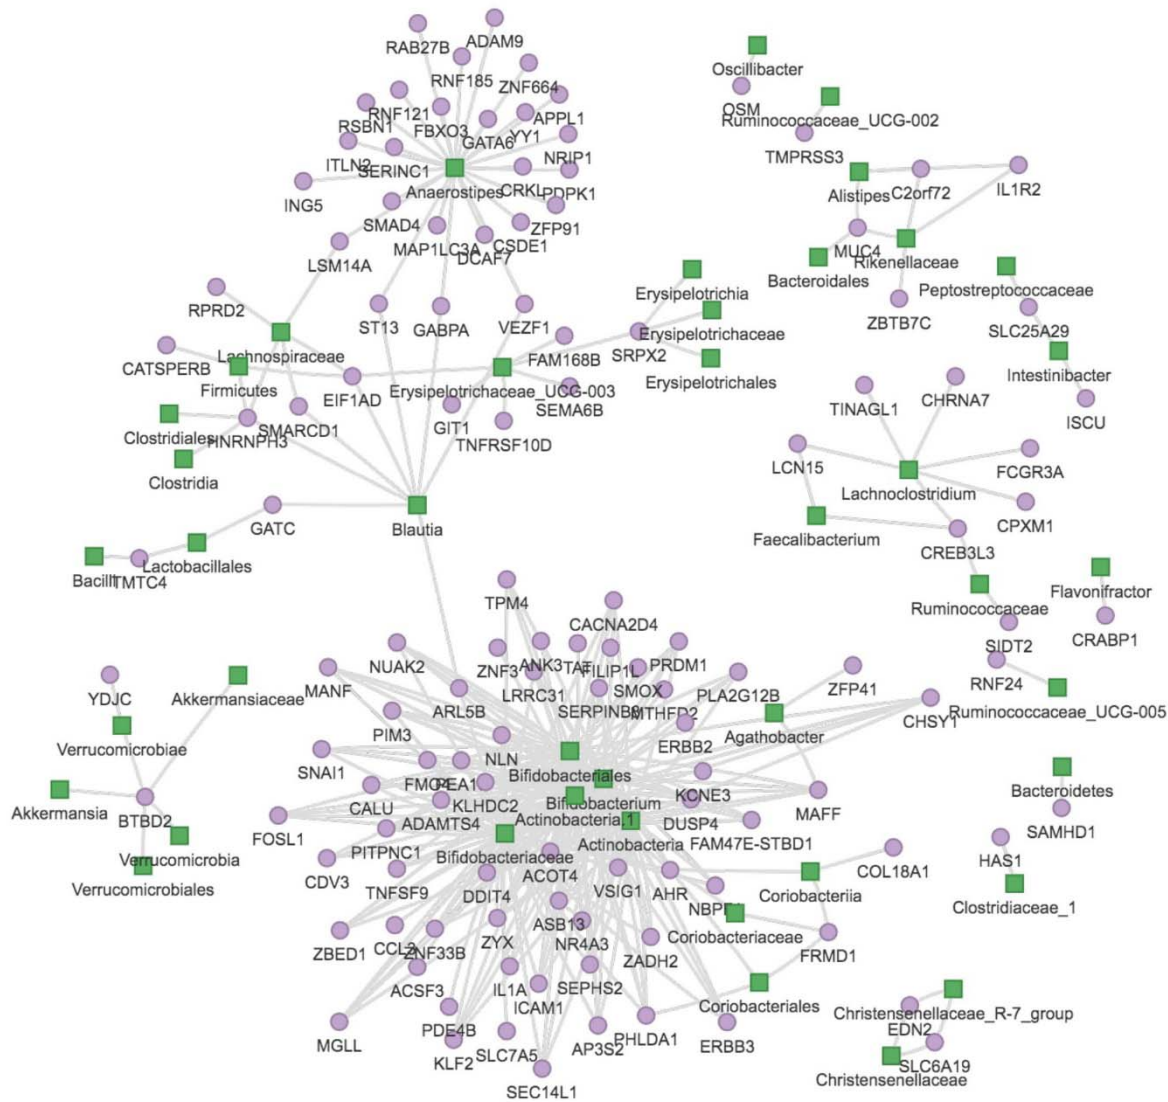 RAB27B
ADAM9
RNF185
ZNF664
Oscillibacter
OSM
RNF121
APPL1
RSBN1
FBXO3
YY1
GATA6
Ruminococcaceae_UCG-002
TMPRSS3
ITLN2
SERINC1
NRIP1
ING5
Anaerostipes
CRKL
PDPK1
Alistipes
C2orf72
IL1R2
SMAD4
ZFP91
MAP1LC3A
CSDE1
DCAF7
LSM14A
MUC4
Rikenellaceae
Bacteroidales
Erysipelotrichia
Peptostreptococcaceae
RPRD2
ST13
GABPA
VEZF1
ZBTB7C
SLC25A29
Erysipelotrichaceae
FAM168B
SRPX2
Lachnospiraceae
CATSPERB
Firmicutes
Erysipelotrichaceae_UCG-003
Erysipelotrichales
Intestinibacter
EIF1AD
SEMA6B
GIT1
TNFRSF10D
TINAGL1
CHRNA7
ISCU
Clostridiales
HNRNPH3
SMARCD1
Clostridia
LCN15
FCGR3A
Lachnoclostridium
GATC
Blautia
CPXM1
Faecalibacterium
CREB3L3
Lactobacillales
Bacilli
TMTC4
Flavonifractor
Ruminococcaceae
TPM4
CACNA2D4
CRABP1
SIDT2
NUAK2
ZNF3
ANK3
TAT
FILIP1L
PRDM1
RNF24
YDJC
Akkermansiaceae
MANF
LRRC31
SMOX
PLA2G12B
ZFP41
ARL5B
SERPINB9
MTHFD2
Ruminococcaceae_UCG-005
CHSY1
PIM3
ERBB2
Agathobacter
Verrucomicrobiae
NLN
SNAI1
Bifidobacteriales
FMO4
PEA1
Bacteroidetes
CALU
KLHDC2
Bifidobacterium
KCNE3
MAFF
Akkermansia
BTBD2
FOSL1
ADAMTS4
Actinobacteria.1
DUSP4
SAMHD1
PITPNC1
Bifidobacteriaceae
Actinobacteria
FAM47E-STBD1
Verrucomicrobia
HAS1
CDV3
TNFSF9
ACOT4
COL18A1
Verrucomicrobiales
DDIT4
VSIG1
AHR
Coriobacteriia
Clostridiaceae_1
ASB13
Coriobacteriaceae
ZBED1
CCL2
ZNF33B
ZYX
NR4A3
ZADH2
FRMD1
ACSF3
IL1A
SEPHS2
ICAM1
Coriobacteriales
Christensenellaceae_R-7_group
MGLL
PDE4B
EDN2
SLC7A5
AP3S2
PHLDA1
ERBB3
KLF2
SLC6A19
Christensenellaceae
SEC14L1